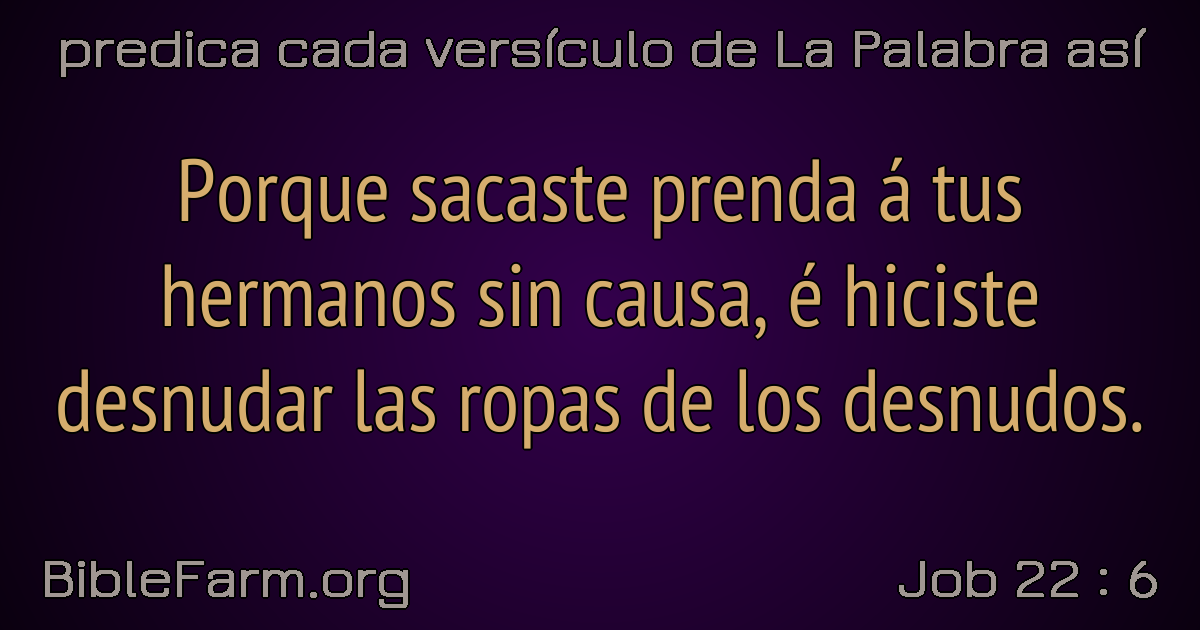 predica cada versículo de La Palabra así
Porque sacaste prenda á tus
hermanos sin causa, é hiciste
desnudar las ropas de los desnudos.
BibleFarm.org
Job 22 : 6